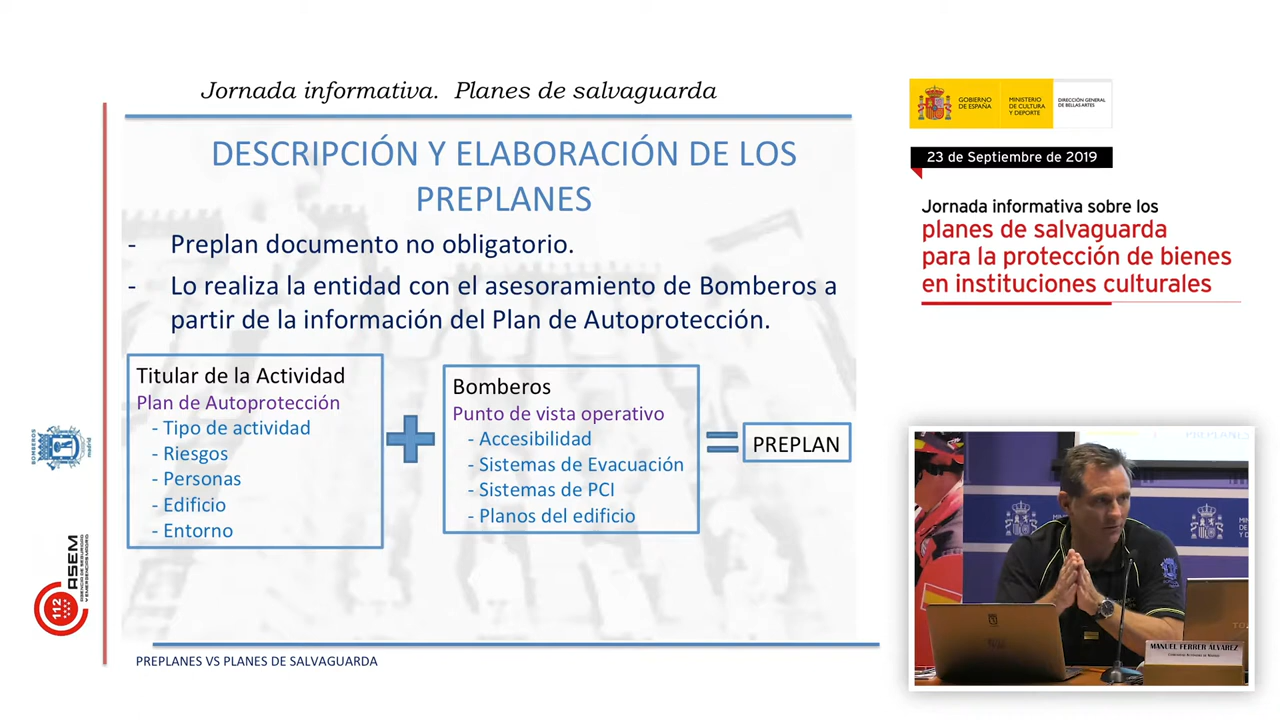 Jornada informativa. Planes de salvaguarda
DESCRIPCIÓN Y ELABORACIÓN DE LOS
PREPLANES
- Preplan documento no obligatorio.
- Lo realiza la entidad con el asesoramiento de Bomberos a
partir de la información del Plan de Autoprotección.
Titular de la Actividad
Plan de Autoprotección
- Tipo de actividad
- Riesgos
- Personas
- Edificio
- Entorno
Bomberos
Punto de vista operativo
- Accesibilidad
- Sistemas de Evacuación
- Sistemas de PCI
- Planos del edificio
PREPLAN
PREPLANES VS PLANES DE SALVAGUARDA
BOMBEROS
madrid
112
ASEM
GOBIERNO
DE ESPAÑA
MINISTERIO
DE CULTURA
Y DEPORTE
DIRECCIÓN GENERAL
DE BELLAS ARTES
23 de Septiembre de 2019
Jornada informativa sobre los
planes de salvaguarda
para la protección de bienes
en instituciones culturales
PREPLANES
MANUEL FERRER ÁLVAREZ